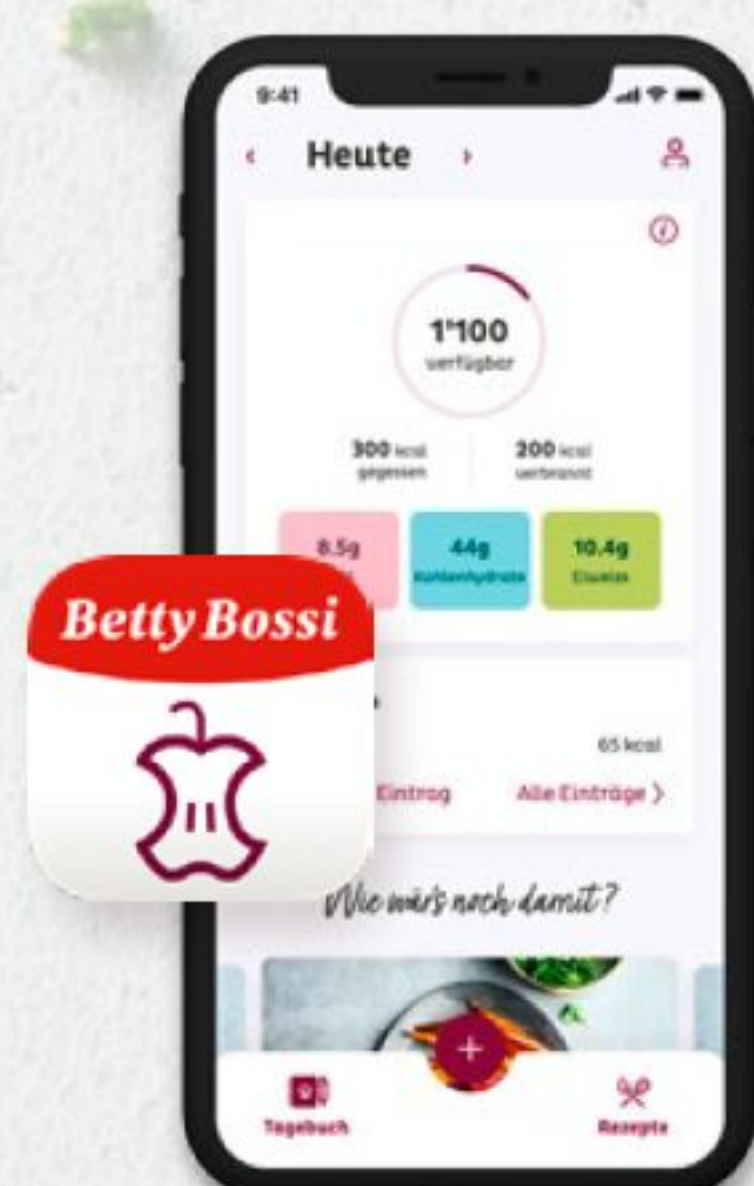 9:41
Heute
1'100
verfügbar
300 kcal 200 kcal
gegessen verbrannt
8.5g 44g 10.4g
Kohlenhydrate Eiweiss
Betty Bossi
65 kcal
Eintrag Alle Einträge >
Wie wär's noch damit?
Tagebuch Rezepte